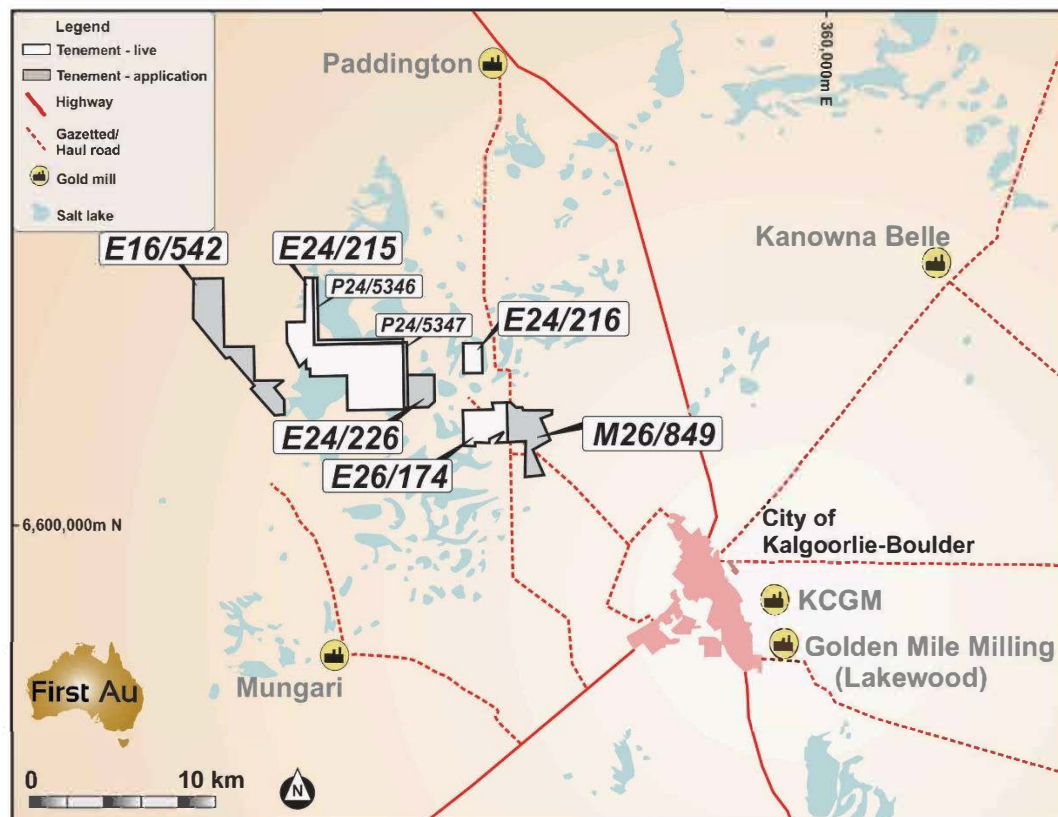 Legend
Tenement - live
Tenement - application
Highway
Gazetted/
Haul road
Gold mill
Salt lake
Paddington
360,000m E
Kanowna Belle
E16/542
E24/215
P24/5346
P24/5347
E24/216
E24/226
E26/174
M26/849
6,600,000m N
City of
Kalgoorlie-Boulder
KCGM
Golden Mile Milling
(Lakewood)
Mungari
First Au
0 10 km
N